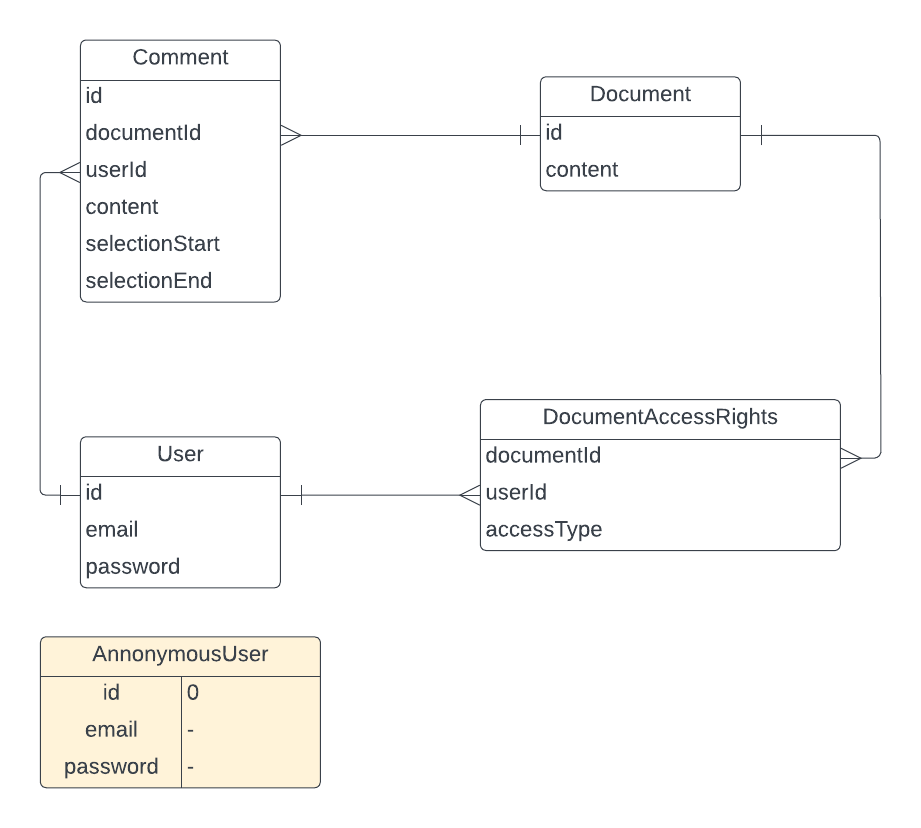 Comment
id
documentId
userId
content
selectionStart
selectionEnd
Document
id
content
User
id
email
password
DocumentAccessRights
documentId
userId
accessType
AnnonymousUser
id 0
email -
password -